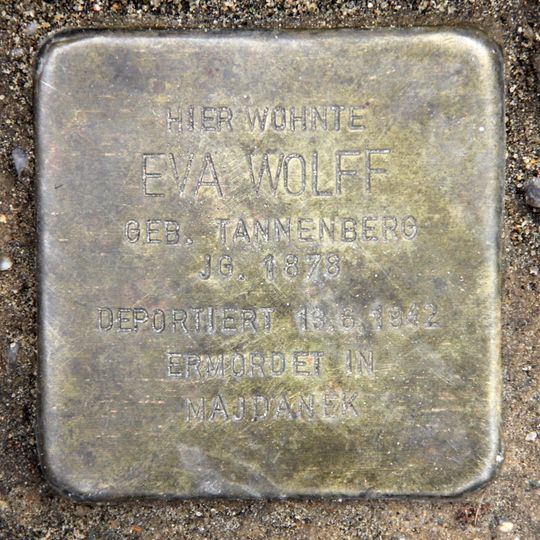 HIER WOHNTE
EVA WOLFF
GEB. TANNENBERG
JG. 1878
DEPORTIERT 13.6.1942
ERMORDET IN
MAJDANEK